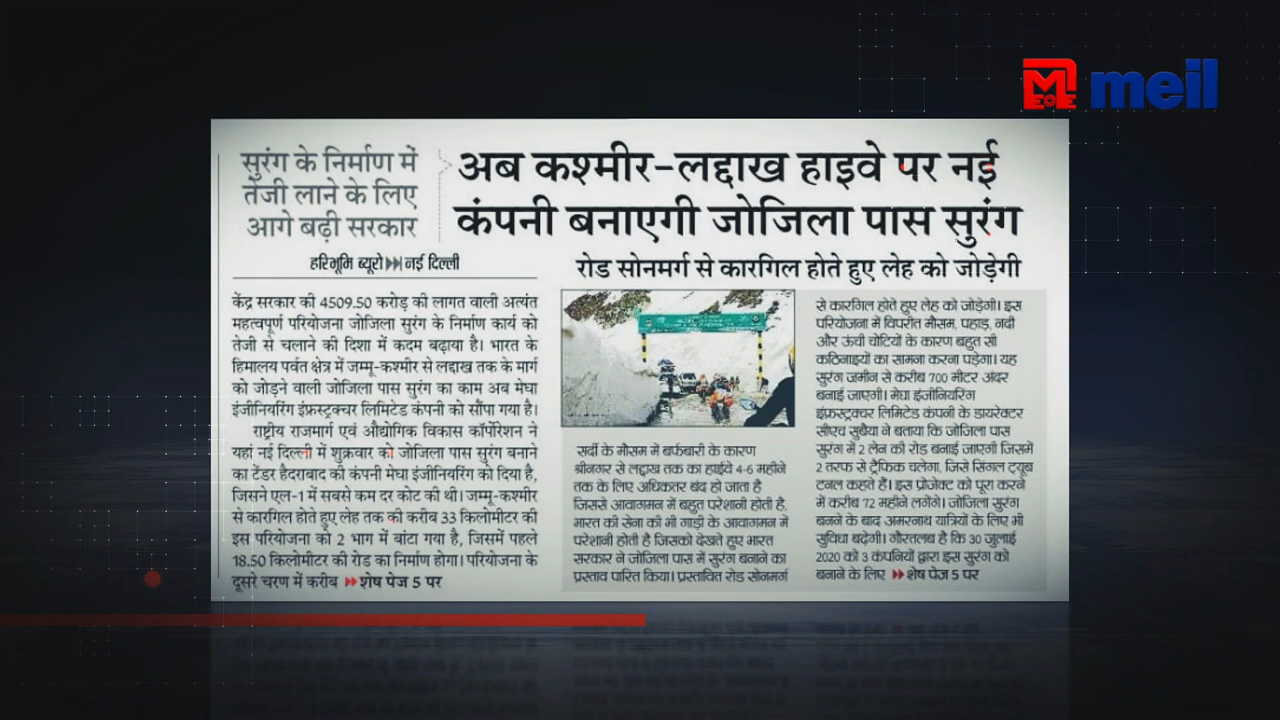 meil
सुरंग के निर्माण में
तेजी लाने के लिए
आगे बढ़ी सरकार
अब कश्मीर-लद्दाख हाइवे पर नई
कंपनी बनाएगी जोजिला पास सुरंग
रोड सोनमर्ग से कारगिल होते हुए लेह को जोड़ेगी
हरिभूमि ब्यूरो नई दिल्ली
केंद्र सरकार की 4509.50 करोड़ की लागत वाली अत्यंत
महत्वपूर्ण परियोजना जोजिला सुरंग के निर्माण कार्य को
तेजी से चलाने की दिशा में कदम बढ़ाया है। भारत के
हिमालय पर्वत क्षेत्र में जम्मू-कश्मीर से लद्दाख तक के मार्ग
को जोड़ने वाली जोजिला पास सुरंग का काम अब मेघा
इंजीनियरिंग इंफ्रस्ट्रक्चर लिमिटेड कंपनी को सौंपा गया है।
राष्ट्रीय राजमार्ग एवं औद्योगिक विकास कॉर्पोरेशन ने
यहां नई दिल्ली में शुक्रवार को जोजिला पास सुरंग बनाने
का टेंडर हैदराबाद की कंपनी मेघा इंजीनियरिंग को दिया है,
जिसने एल-1 में सबसे कम दर कोट की थी। जम्मू-कश्मीर
से कारगिल होते हुए लेह तक की करीब 33 किलोमीटर की
इस परियोजना को 2 भाग में बांटा गया है, जिसमें पहले
18.50 किलोमीटर की रोड का निर्माण होगा। परियोजना के
दूसरे चरण में करीब शेष पेज 5 पर
सर्दी के मौसम में बर्फबारी के कारण
श्रीनगर से लद्दाख तक का हाईवे 4-6 महीने
तक के लिए अधिकतर बंद हो जाता है
जिससे आवागमन में बहुत परेशानी होती है,
भारत की सेना की भी गाड़ी के आवागमन में
परेशानी होती है जिसको देखते हुए भारत
सरकार ने जोजिला पास में सुरंग बनाने का
प्रस्ताव पारित किया। प्रस्तावित रोड सोनमर्ग
से कारगिल होते हुए लेह को जोड़ेगी। इस
परियोजना में विपरीत मौसम, पहाड़, नदी
और ऊंची चोटियों के कारण बहुत सी
कठिनाइयों का सामना करना पड़ेगा। यह
सुरंग जमीन से करीब 700 मीटर अंदर
बनाई जाएगी। मेघा इंजीनियरिंग
इंफ्रस्ट्रक्चर लिमिटेड कंपनी के डायरेक्टर
सीएच सुबैया ने बताया कि जोजिला पास
सुरंग में 2 लेन की रोड बनाई जाएगी जिसमें
2 तरफ से ट्रैफिक चलेगा, जिसे सिंगल ट्यूब
टनल कहते हैं। इस प्रोजेक्ट को पूरा करने
में करीब 72 महीने लगेंगे। जोजिला सुरंग
बनने के बाद अमरनाथ यात्रियों के लिए भी
सुविधा बढ़ेगी। गौरतलब है कि 30 जुलाई
2020 को 3 कंपनियों द्वारा इस सुरंग को
बनाने के लिए शेष पेज 5 पर